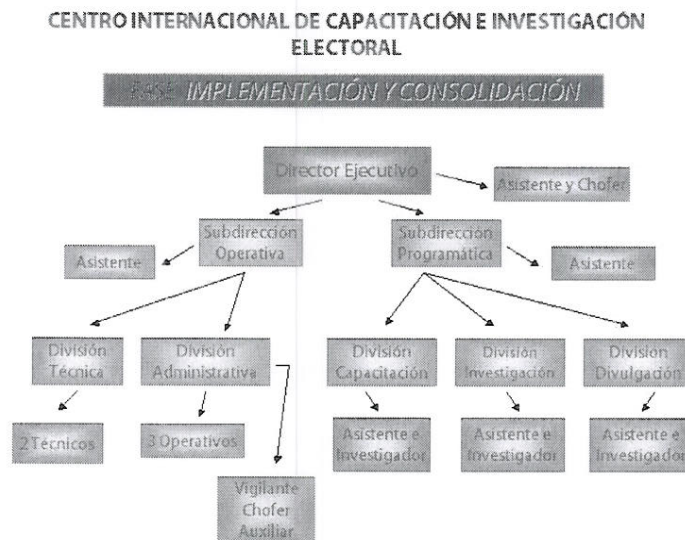 CENTRO INTERNACIONAL DE CAPACITACIÓN E INVESTIGACIÓN
ELECTORAL
FASE IMPLEMENTACIÓN Y CONSOLIDACIÓN
Director Ejecutivo
Asistente y Chofer
Subdirección
Operativa
Subdirección
Programática
Asistente
Asistente
División
Técnica
División
Administrativa
División
Capacitación
División
Investigación
Division
Divulgación
2 Técnicos
3 Operativos
Asistente e
Investigador
Asistente e
Investigador
Asistente e
Investigador
Vigilante
Chofer
Auxiliar